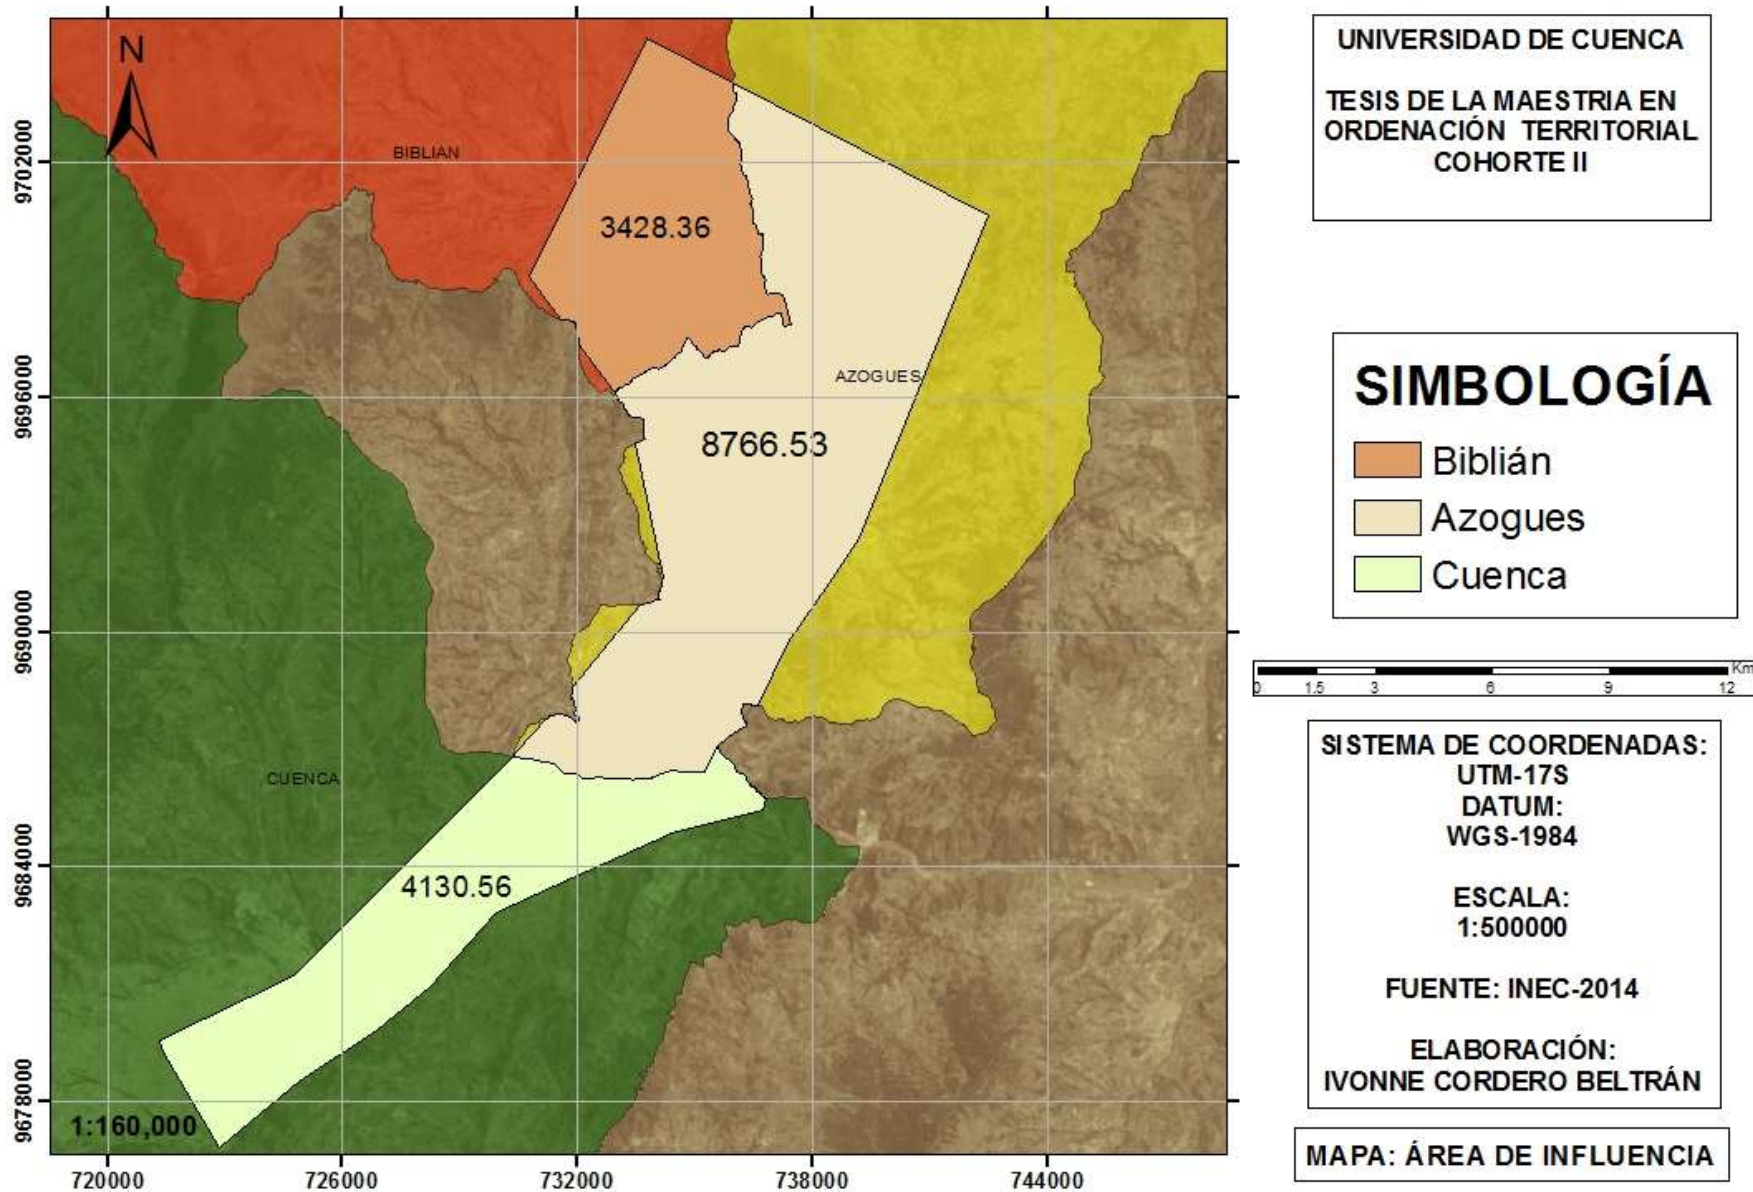 N
BIBLIAN
3428.36
AZOGUES
8766.53
CUENCA
4130.56
1:160,000
9702000
9696000
9690000
9684000
9678000
720000
726000
732000
738000
744000
UNIVERSIDAD DE CUENCA
TESIS DE LA MAESTRIA EN
ORDENACIÓN TERRITORIAL
COHORTE II
SIMBOLOGÍA
Biblián
Azogues
Cuenca
Km
0 1.5 3 6 9 12
SISTEMA DE COORDENADAS:
UTM-17S
DATUM:
WGS-1984
ESCALA:
1:500000
FUENTE: INEC-2014
ELABORACIÓN:
IVONNE CORDERO BELTRÁN
MAPA: ÁREA DE INFLUENCIA